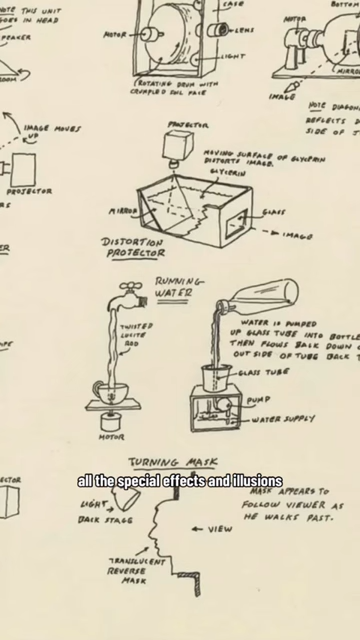 NOTE THIS UNIT
GOES IN HEAD
SPEAKER
CASE
MOTOR
LENS
LIGHT
(ROTATING DRUM WITH
CRUMPLED FOIL FACE
MOTOR
BOTTOM
MIRROR
IMAGE
NOTE DIAGONAL
REFLECTS
SIDE OF
IMAGE MOVES
UP
PROJECTOR
PROJECTOR
MOVING SURFACE OF GLYCERIN
DISTORTS IMAGE.
GLYCERIN
MIRROR
GLASS
IMAGE
DISTORTION
PROJECTOR
RUNNING
WATER
TWISTED
LUCITE
ROD
MOTOR
WATER IS PUMPED
UP GLASS TUBE INTO BOTTLE
THEN FLOWS BACK DOWN
OUT SIDE OF TUBE BACK
GLASS TUBE
PUMP
WATER SUPPLY
TURNING MASK
all the special effects and illusions
LIGHT
BACK STAGE
VIEW
TRANSLUCENT
REVERSE
MASK
MASK APPEARS TO
FOLLOW VIEWER AS
HE WALKS PAST.